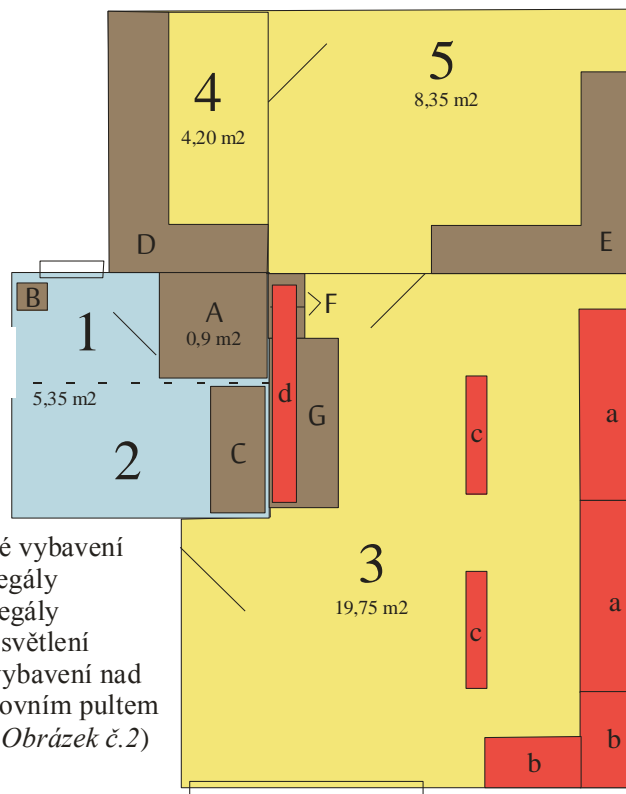 4
4,20 m2
5
8,35 m2
D
E
B
1
A
0,9 m2
F
5,35 m2
2
C
d
G
c
a
3
19,75 m2
c
a
b
b
é vybavení
egály
egály
světlení
vybavení nad
ovním pultem
Obrázek č.2)